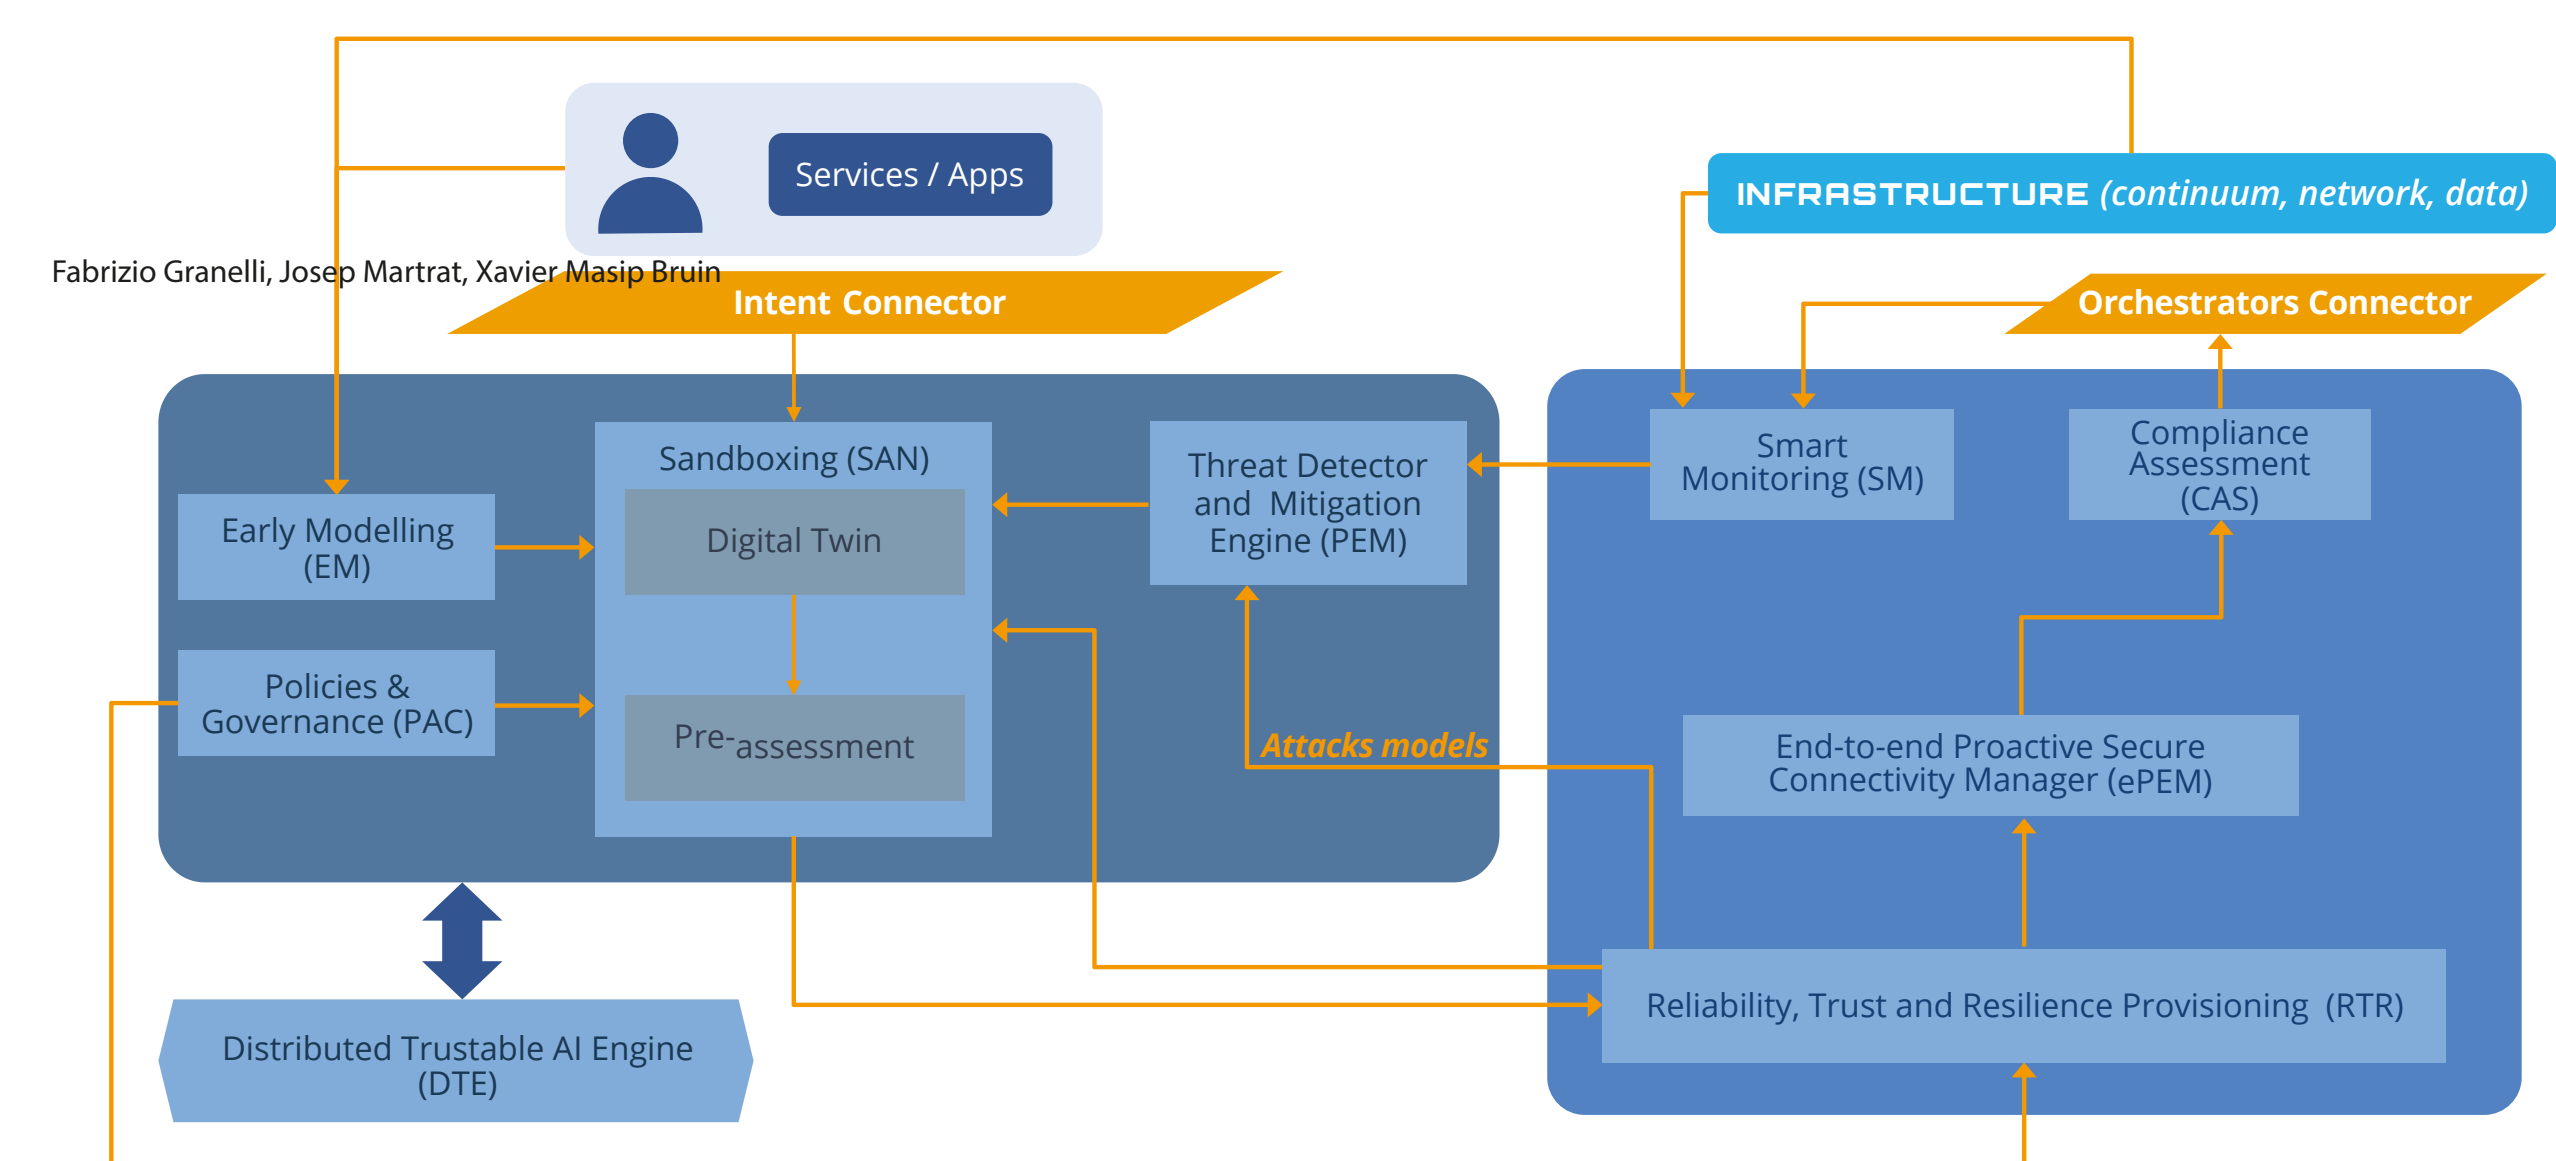 Services / Apps
INFRASTRUCTURE (continuum, network, data)
Fabrizio Granelli, Josep Martrat, Xavier Masip Bruin
Intent Connector
Orchestrators Connector
Early Modelling
(EM)
Policies &
Governance (PAC)
Sandboxing (SAN)
Digital Twin
Pre-assessment
Threat Detector
and Mitigation
Engine (PEM)
Attacks models
Smart
Monitoring (SM)
Compliance
Assessment
(CAS)
End-to-end Proactive Secure
Connectivity Manager (ePEM)
Reliability, Trust and Resilience Provisioning (RTR)
Distributed Trustable AI Engine
(DTE)